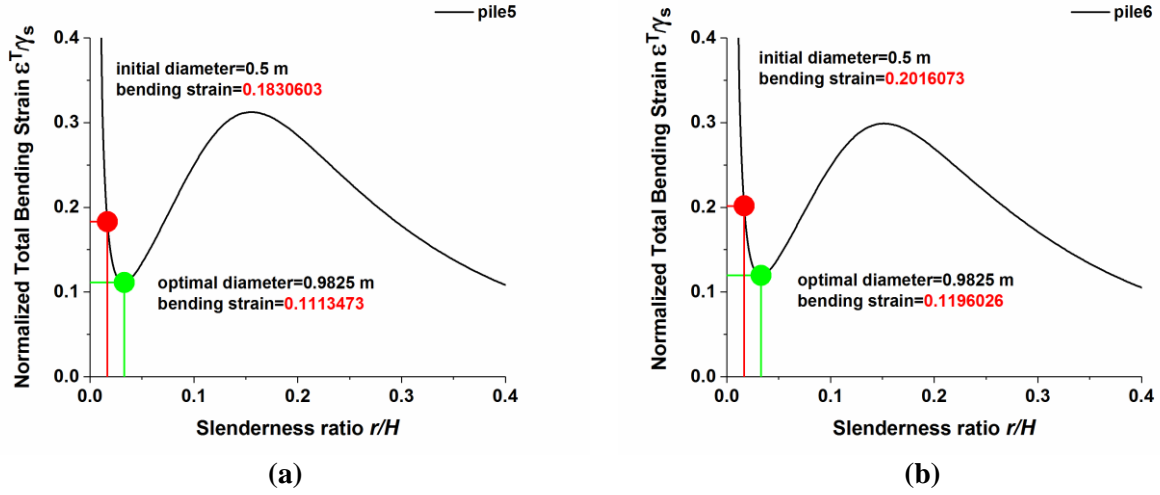 pile5
Normalized Total Bending Strain εᵀ/γₛ
0.4
0.3
0.2
0.1
0.0
initial diameter=0.5 m
bending strain=0.1830603
optimal diameter=0.9825 m
bending strain=0.1113473
0.0 0.1 0.2 0.3 0.4
Slenderness ratio r/H
(a)
pile6
Normalized Total Bending Strain εᵀ/γₛ
0.4
0.3
0.2
0.1
0.0
initial diameter=0.5 m
bending strain=0.2016073
optimal diameter=0.9825 m
bending strain=0.1196026
0.0 0.1 0.2 0.3 0.4
Slenderness ratio r/H
(b)